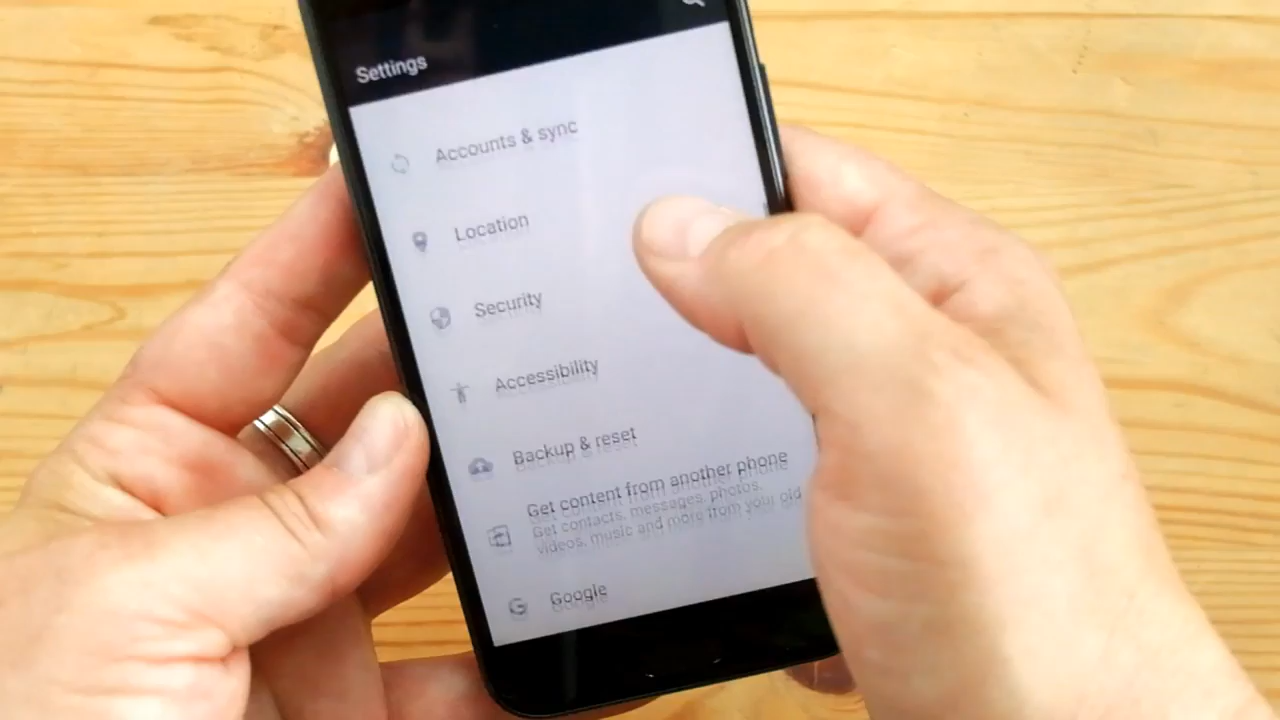 Settings
Accounts & sync
Location
Security
Accessibility
Backup & reset
Get content from another phone
Get contacts, messages, photos,
videos, music and more from your old
Google